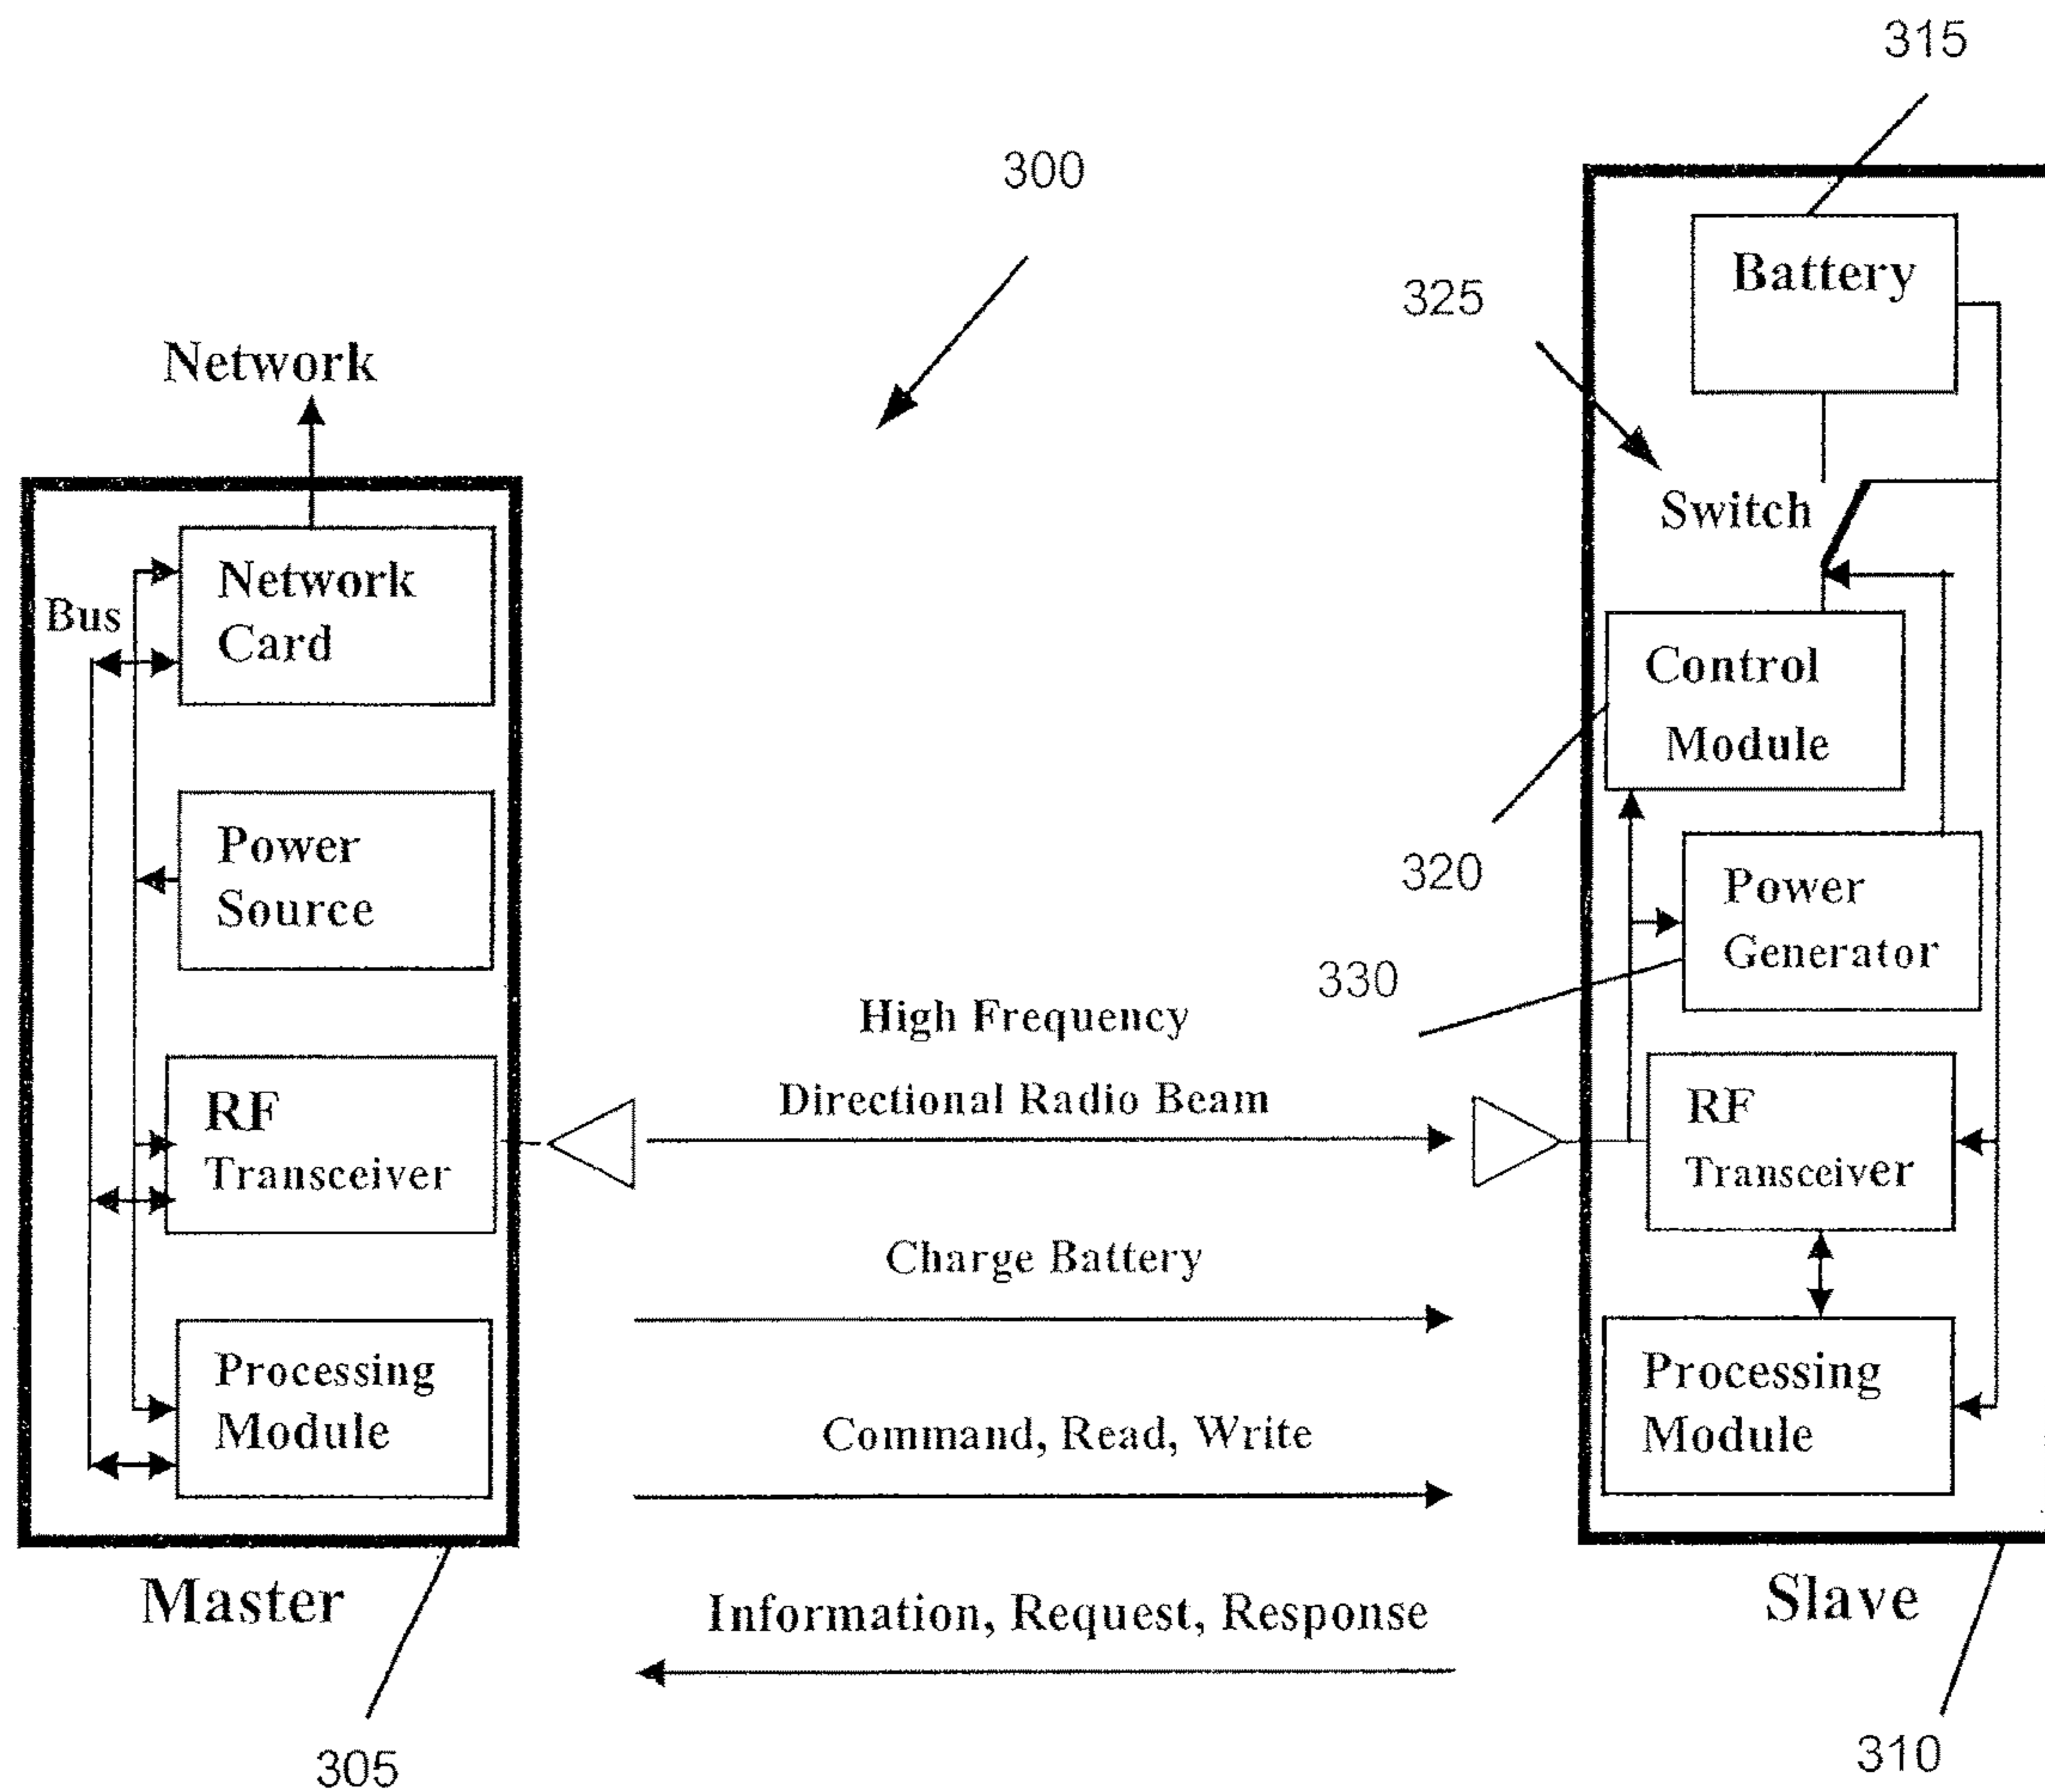 315
300
325
Battery
Network
Switch
Network
Card
Bus
Control
Module
Power
Source
320
Power
Generator
330
High Frequency
Directional Radio Beam
RF
Transceiver
RF
Transceiver
Charge Battery
Processing
Module
Command, Read, Write
Processing
Module
Master
Information, Request, Response
Slave
305
310